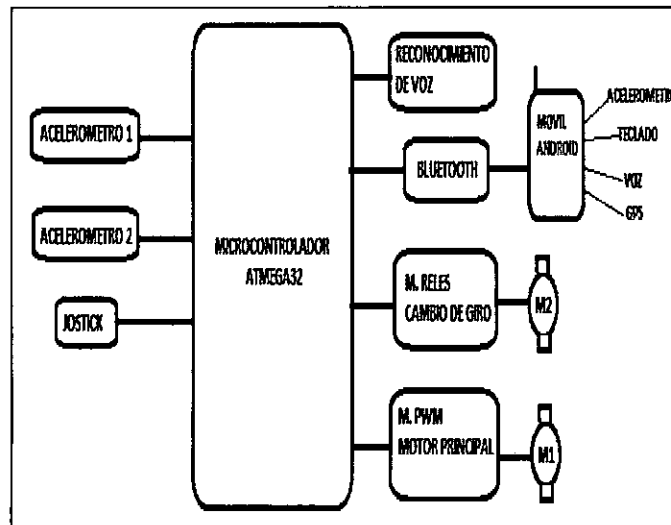 RECONOCIMIENTO
DE VOZ
ACELEROMETRO 1
ACELEROMETRO 2
JOSTICK
MICROCONTROLADOR
ATMEGA32
BLUETOOTH
MOVIL
ANDROID
ACELEROMETR
TECLADO
VOZ
GPS
M. RELES
CAMBIO DE GIRO
M2
M. PWM
MOTOR PRINCIPAL
M1